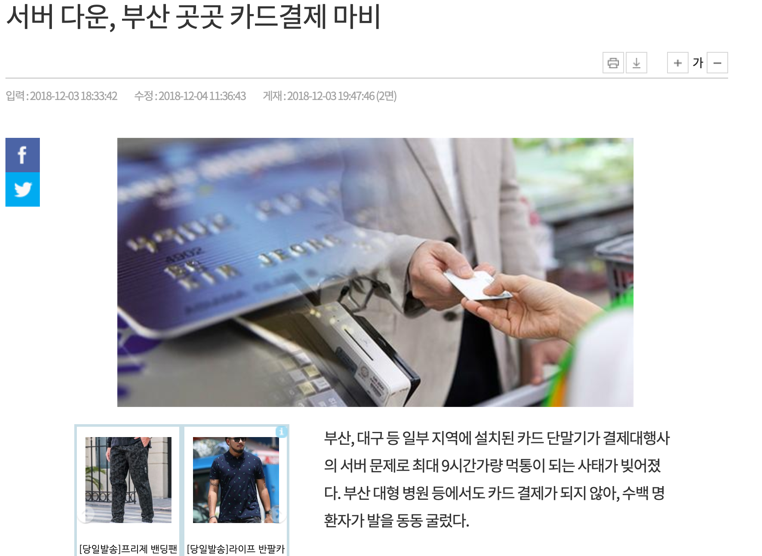 서버 다운, 부산 곳곳 카드결제 마비
가
입력 : 2018-12-03 18:33:42 수정 : 2018-12-04 11:36:43 게재 : 2018-12-03 19:47:46 (2면)
f
4902
KIM JEONG
부산, 대구 등 일부 지역에 설치된 카드 단말기가 결제대행사
의 서버 문제로 최대 9시간가량 먹통이 되는 사태가 빚어졌
다. 부산 대형 병원 등에서도 카드 결제가 되지 않아, 수백 명
환자가 발을 동동 굴렀다.
[당일발송]프리제 밴딩팬
[당일발송]라이프 반팔카